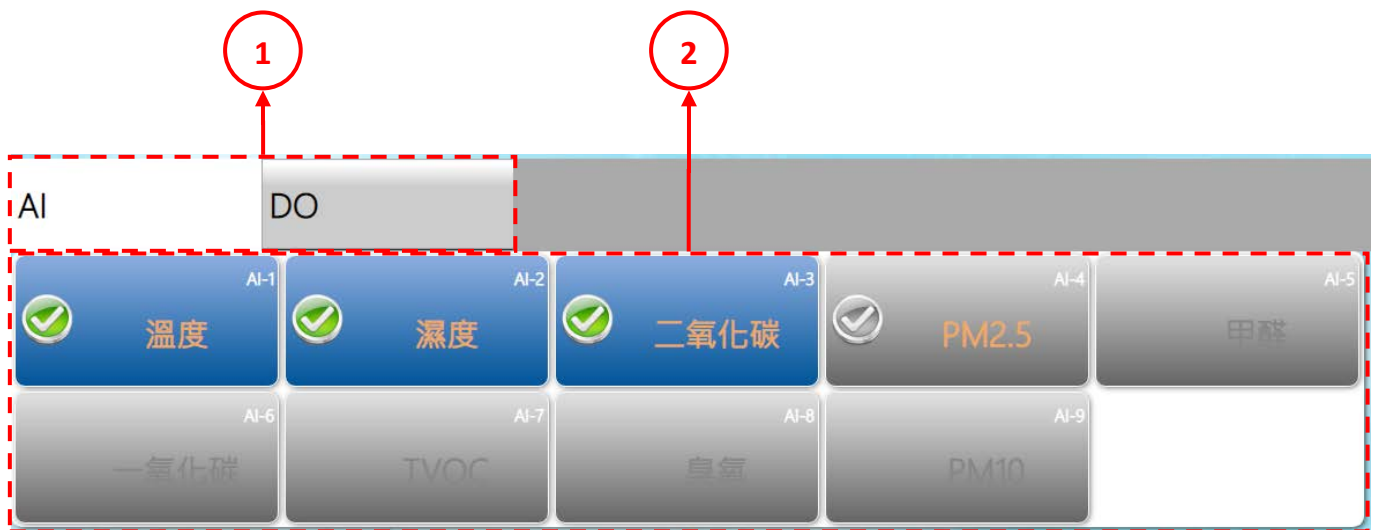 1
2
AI
DO
AI-1
溫度
AI-2
濕度
AI-3
二氧化碳
AI-4
PM2.5
AI-5
甲醛
AI-6
一氧化碳
AI-7
TVOC
AI-8
臭氧
AI-9
PM10